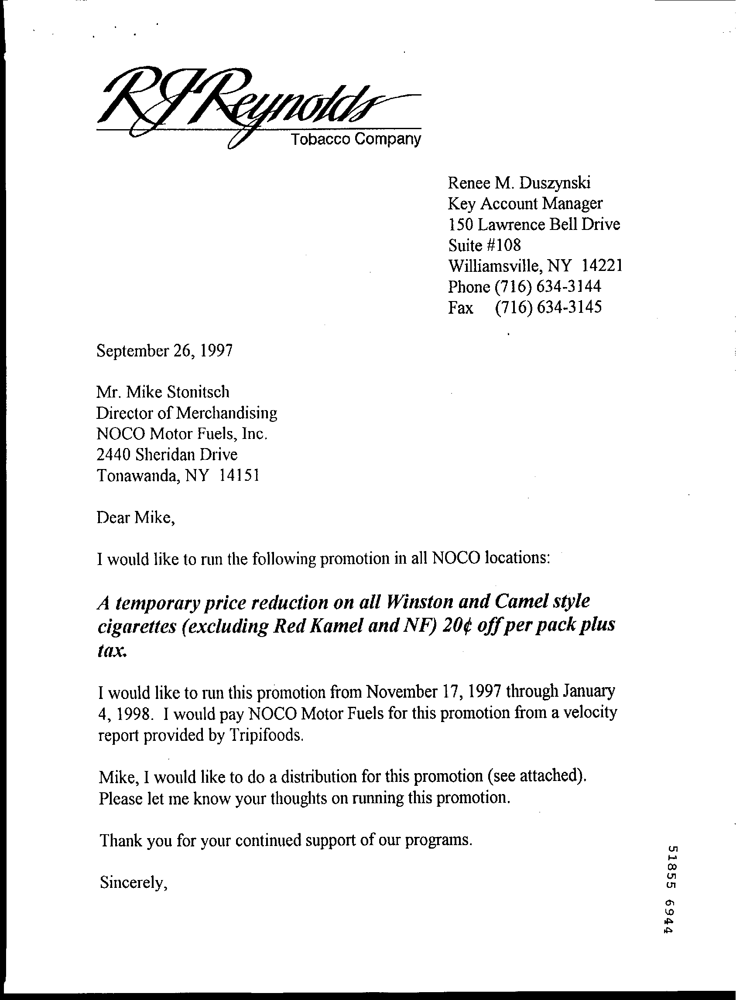 RJReynolds
Tobacco Company
Renee M. Duszynski
Key Account Manager
150 Lawrence Bell Drive
Suite #108
Williamsville, NY 14221
Phone (716) 634-3144
Fax (716) 634-3145
September 26, 1997
Mr. Mike Stonitsch
Director of Merchandising
NOCO Motor Fuels, Inc.
2440 Sheridan Drive
Tonawanda, NY 14151
Dear Mike,
I would like to run the following promotion in all NOCO locations:
A temporary price reduction on all Winston and Camel style
cigarettes (excluding Red Kamel and NF) 20¢ off per pack plus
tax.
I would like to run this promotion from November 17, 1997 through January
4, 1998. I would pay NOCO Motor Fuels for this promotion from a velocity
report provided by Tripifoods.
Mike, I would like to do a distribution for this promotion (see attached).
Please let me know your thoughts on running this promotion.
Thank you for your continued support of our programs.
Sincerely,
51855 6944